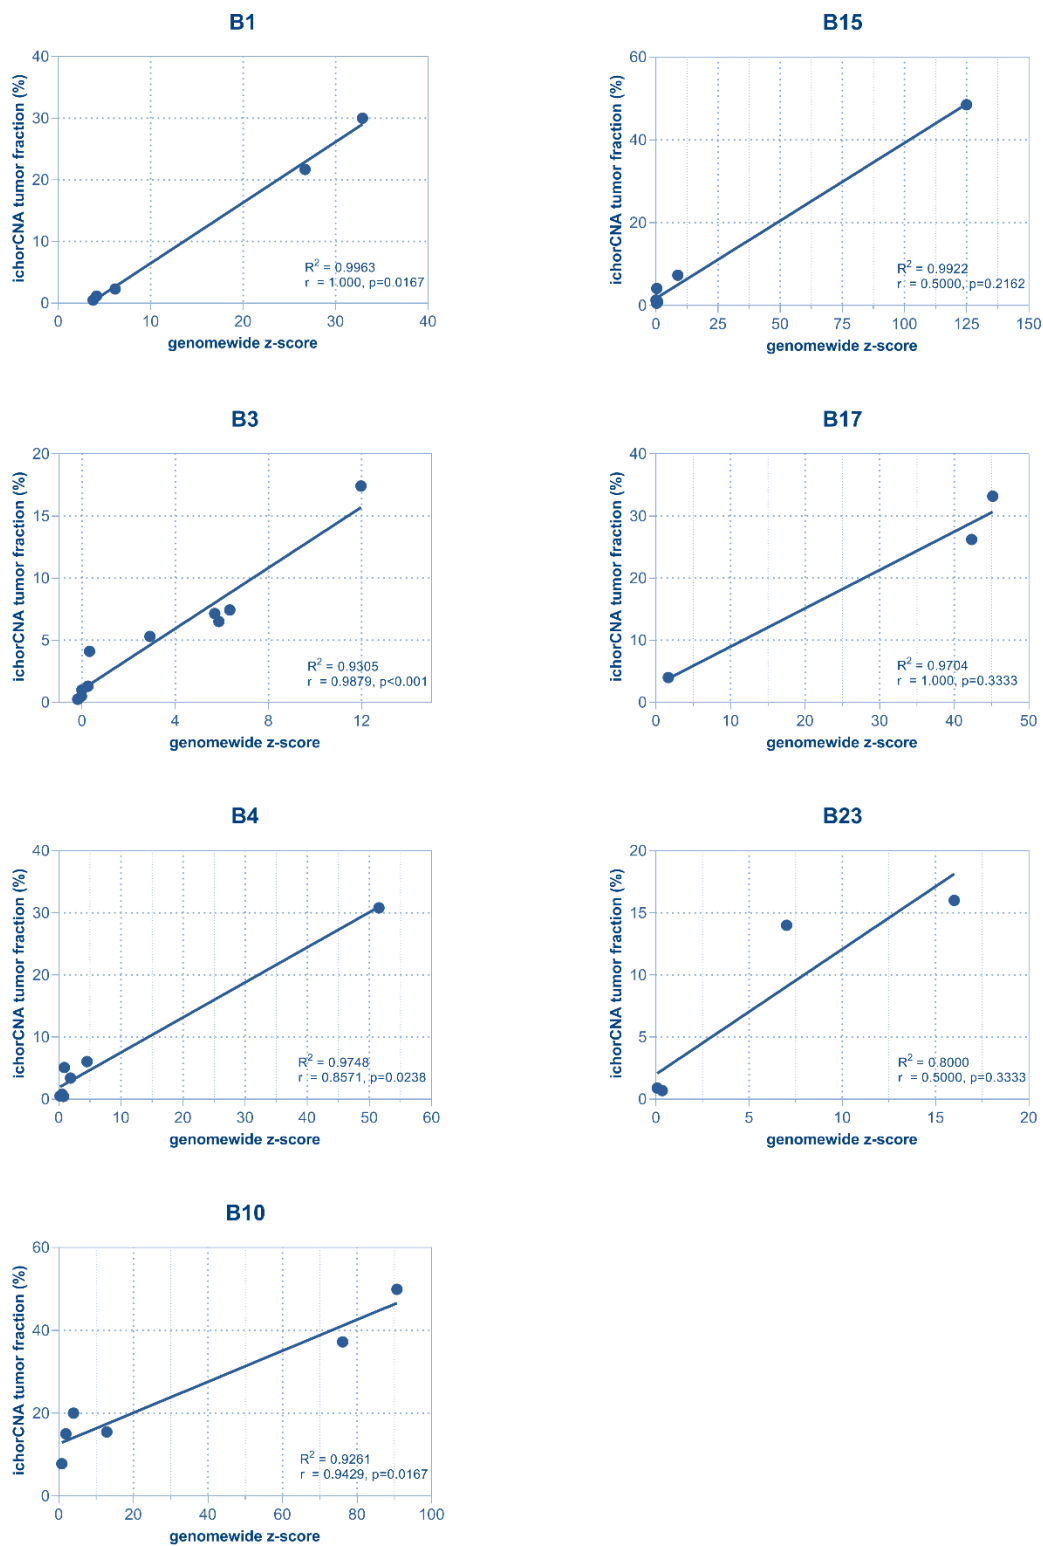 B1
40
30
20
10
0
0 10 20 30 40
ichorCNA tumor fraction (%)
genomewide z-score
R² = 0.9963
r = 1.000, p=0.0167
B15
60
40
20
0
0 25 50 75 100 125 150
ichorCNA tumor fraction (%)
genomewide z-score
R² = 0.9922
r = 0.5000, p=0.2162
B3
20
15
10
5
0
0 4 8 12
ichorCNA tumor fraction (%)
genomewide z-score
R² = 0.9305
r = 0.9879, p<0.001
B17
40
30
20
10
0
0 10 20 30 40 50
ichorCNA tumor fraction (%)
genomewide z-score
R² = 0.9704
r = 1.000, p=0.3333
B4
40
30
20
10
0
0 10 20 30 40 50 60
ichorCNA tumor fraction (%)
genomewide z-score
R² = 0.9748
r = 0.8571, p=0.0238
B23
20
15
10
5
0
0 5 10 15 20
ichorCNA tumor fraction (%)
genomewide z-score
R² = 0.8000
r = 0.5000, p=0.3333
B10
60
40
20
0
0 20 40 60 80 100
ichorCNA tumor fraction (%)
genomewide z-score
R² = 0.9261
r = 0.9429, p=0.0167